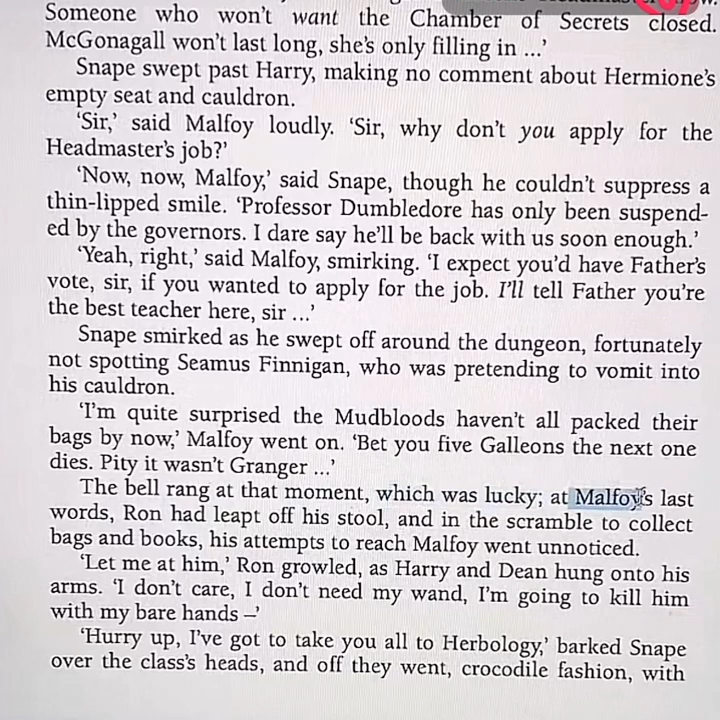 Someone who won't want the Chamber of Secrets closed.
McGonagall won't last long, she's only filling in ...’
Snape swept past Harry, making no comment about Hermione's
empty seat and cauldron.
‘Sir,’ said Malfoy loudly. ‘Sir, why don't you apply for the
Headmaster's job?’
‘Now, now, Malfoy,’ said Snape, though he couldn't suppress a
thin-lipped smile. ‘Professor Dumbledore has only been suspend-
ed by the governors. I dare say he'll be back with us soon enough.’
‘Yeah, right,’ said Malfoy, smirking. ‘I expect you'd have Father's
vote, sir, if you wanted to apply for the job. I'll tell Father you're
the best teacher here, sir ...’
Snape smirked as he swept off around the dungeon, fortunately
not spotting Seamus Finnigan, who was pretending to vomit into
his cauldron.
‘I'm quite surprised the Mudbloods haven't all packed their
bags by now,’ Malfoy went on. ‘Bet you five Galleons the next one
dies. Pity it wasn't Granger ...’
The bell rang at that moment, which was lucky; at Malfoy's last
words, Ron had leapt off his stool, and in the scramble to collect
bags and books, his attempts to reach Malfoy went unnoticed.
‘Let me at him,’ Ron growled, as Harry and Dean hung onto his
arms. ‘I don't care, I don't need my wand, I'm going to kill him
with my bare hands –’
‘Hurry up, I've got to take you all to Herbology,’ barked Snape
over the class's heads, and off they went, crocodile fashion, with